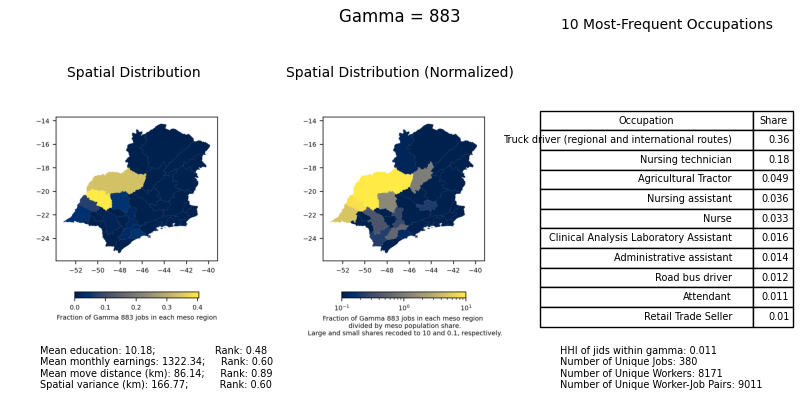 Gamma = 883
10 Most-Frequent Occupations
Spatial Distribution
Spatial Distribution (Normalized)
−14
−16
−18
−20
−22
−24
−52 −50 −48 −46 −44 −42 −40
0.0 0.1 0.2 0.3 0.4
Fraction of Gamma 883 jobs in each meso region
−14
−16
−18
−20
−22
−24
−52 −50 −48 −46 −44 −42 −40
10⁻¹ 10⁰ 10¹
Fraction of Gamma 883 jobs in each meso region
divided by meso population share.
Large and small shares recoded to 10 and 0.1, respectively.
Occupation Share
Truck driver (regional and international routes) 0.36
Nursing technician 0.18
Agricultural Tractor 0.049
Nursing assistant 0.036
Nurse 0.033
Clinical Analysis Laboratory Assistant 0.016
Administrative assistant 0.014
Road bus driver 0.012
Attendant 0.011
Retail Trade Seller 0.01
Mean education: 10.18; Rank: 0.48
Mean monthly earnings: 1322.34; Rank: 0.60
Mean move distance (km): 86.14; Rank: 0.89
Spatial variance (km): 166.77; Rank: 0.60
HHI of jids within gamma: 0.011
Number of Unique Jobs: 380
Number of Unique Workers: 8171
Number of Unique Worker-Job Pairs: 9011